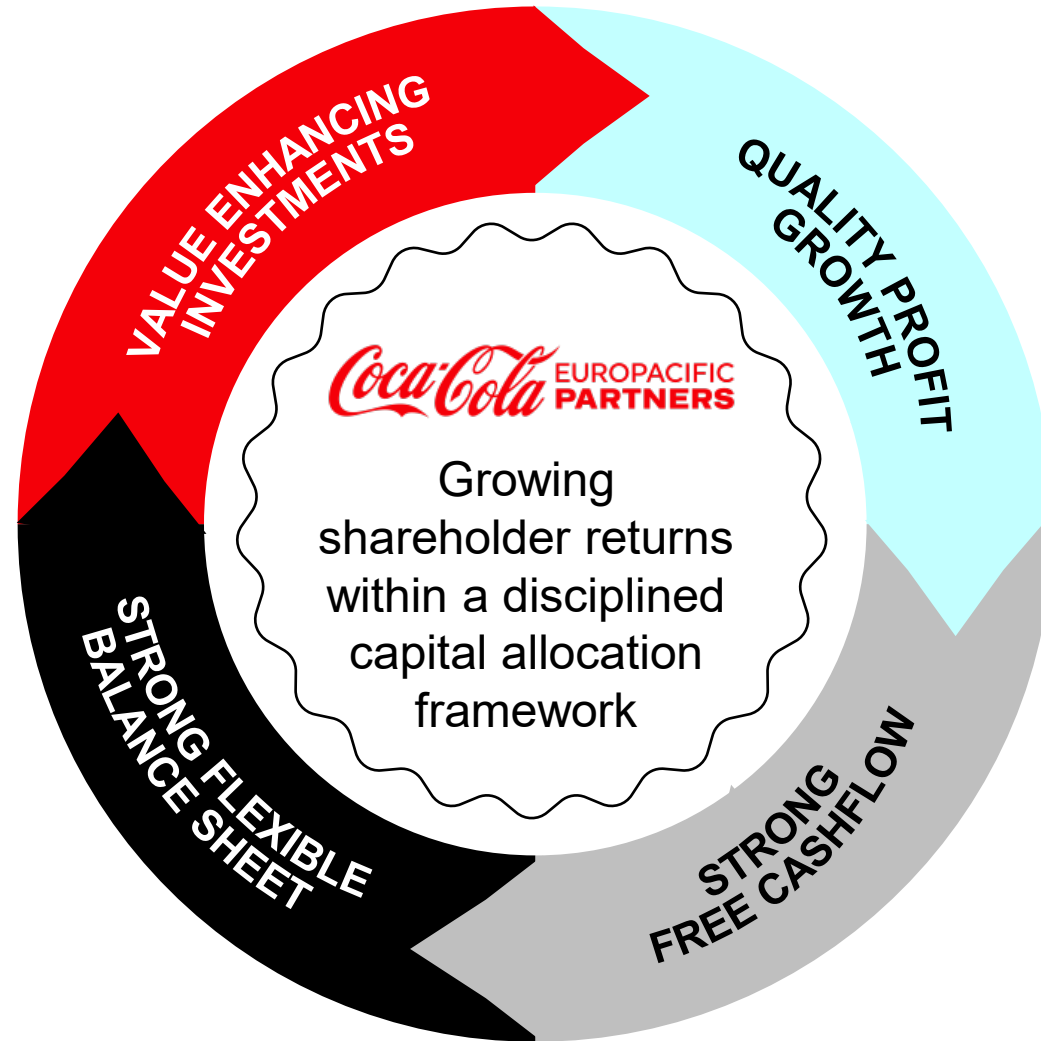 VALUE ENHANCING
INVESTMENTS
QUALITY PROFIT
GROWTH
Coca-Cola EUROPACIFIC
PARTNERS
Growing
shareholder returns
within a disciplined
capital allocation
framework
STRONG FLEXIBLE
BALANCE SHEET
STRONG
FREE CASHFLOW